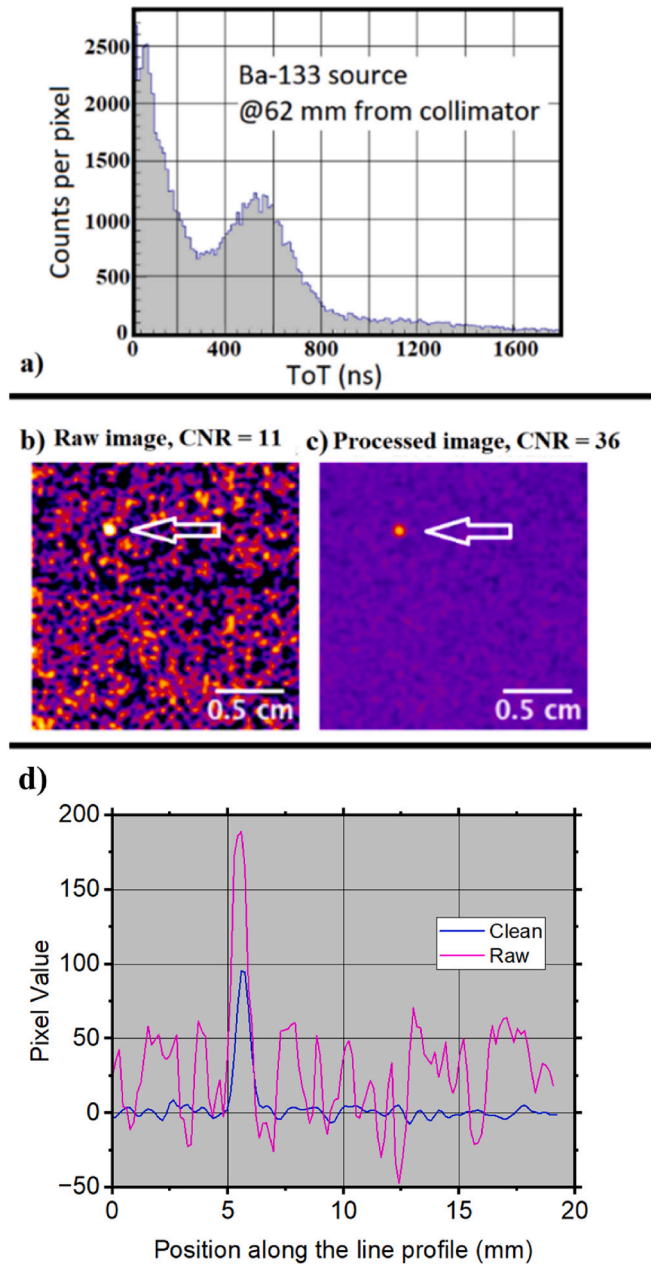 2500
2000
1500
1000
500
0
Counts per pixel
Ba-133 source
@62 mm from collimator
0 400 800 1200 1600
ToT (ns)
a)
b) Raw image, CNR = 11
c) Processed image, CNR = 36
0.5 cm
0.5 cm
d)
200
150
100
50
0
−50
Pixel Value
Clean
Raw
0 5 10 15 20
Position along the line profile (mm)